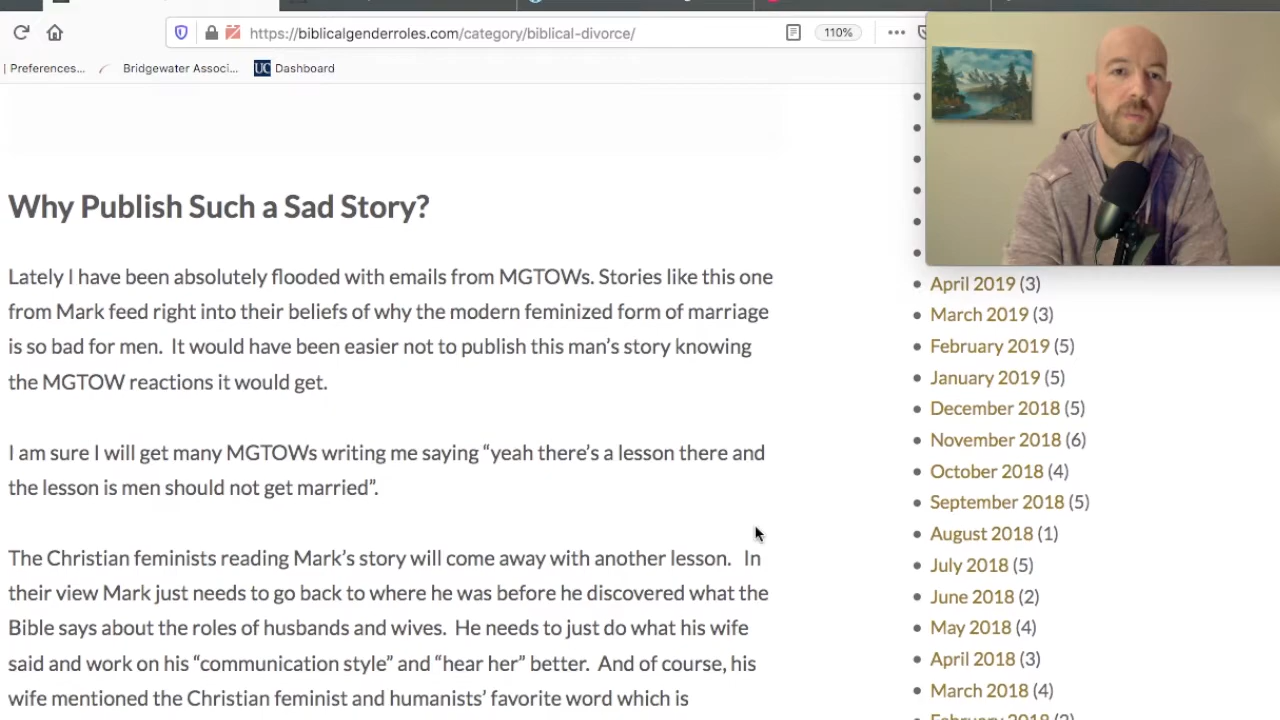 https://biblicalgenderroles.com/category/biblical-divorce/
110%
Preferences...
Bridgewater Associ...
UC Dashboard
Why Publish Such a Sad Story?
Lately I have been absolutely flooded with emails from MGTOWs. Stories like this one
from Mark feed right into their beliefs of why the modern feminized form of marriage
is so bad for men.  It would have been easier not to publish this man’s story knowing
the MGTOW reactions it would get.
I am sure I will get many MGTOWs writing me saying “yeah there’s a lesson there and
the lesson is men should not get married”.
The Christian feminists reading Mark’s story will come away with another lesson.   In
their view Mark just needs to go back to where he was before he discovered what the
Bible says about the roles of husbands and wives.  He needs to just do what his wife
said and work on his “communication style” and “hear her” better.  And of course, his
wife mentioned the Christian feminist and humanists’ favorite word which is
April 2019 (3)
March 2019 (3)
February 2019 (5)
January 2019 (5)
December 2018 (5)
November 2018 (6)
October 2018 (4)
September 2018 (5)
August 2018 (1)
July 2018 (5)
June 2018 (2)
May 2018 (4)
April 2018 (3)
March 2018 (4)